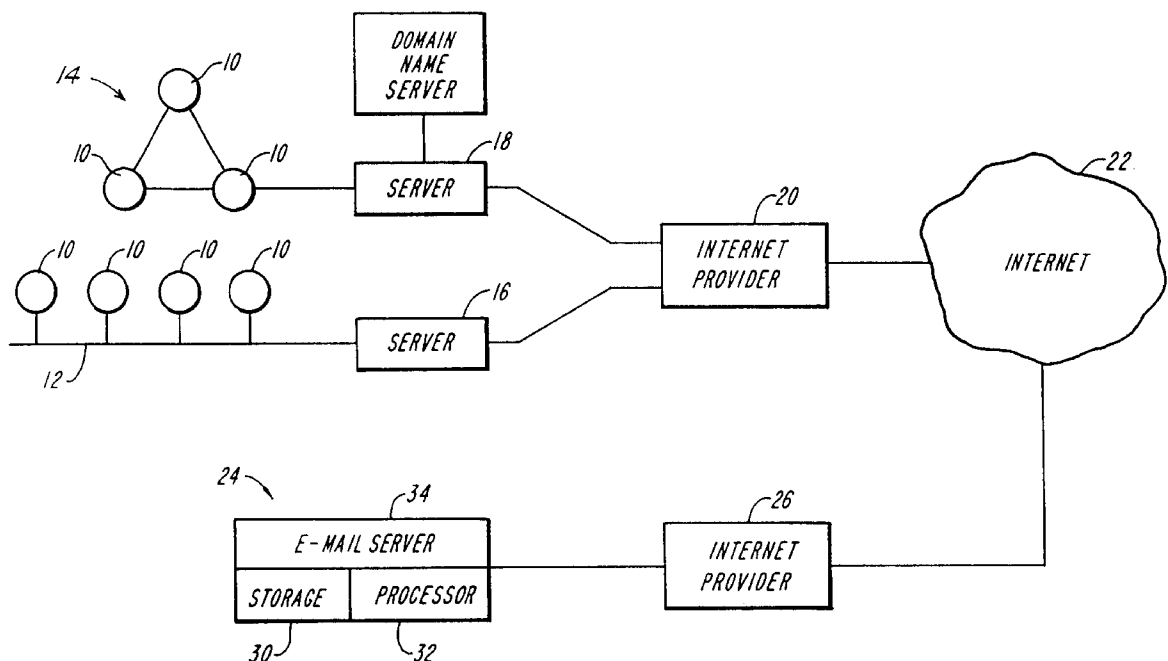 DOMAIN
NAME
SERVER
14
10
10
10
SERVER
18
20
INTERNET
PROVIDER
22
INTERNET
10
10
10
10
12
SERVER
16
24
34
E-MAIL SERVER
STORAGE
PROCESSOR
30
32
26
INTERNET
PROVIDER